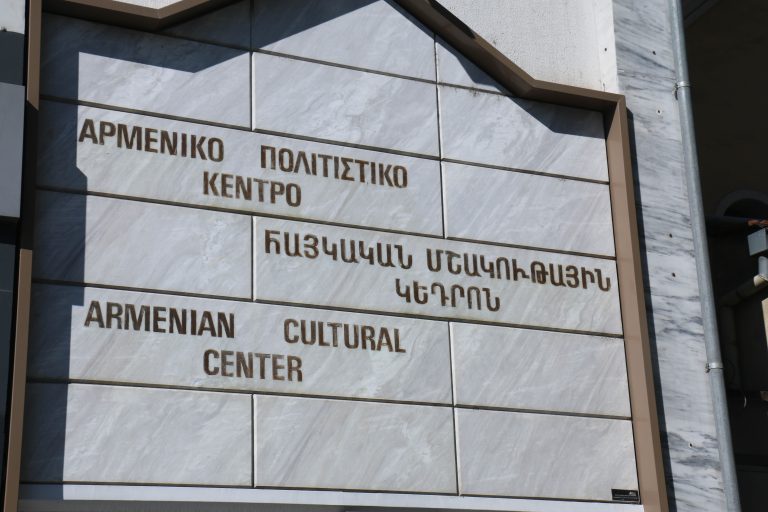 ΑΡΜΕΝΙΚΟ ΠΟΛΙΤΙΣΤΙΚΟ
ΚΕΝΤΡΟ
ՀԱՅԿԱԿԱՆ ՄՇԱԿՈՒԹԱՅԻՆ
ԿԵԴՐՈՆ
ARMENIAN CULTURAL
CENTER